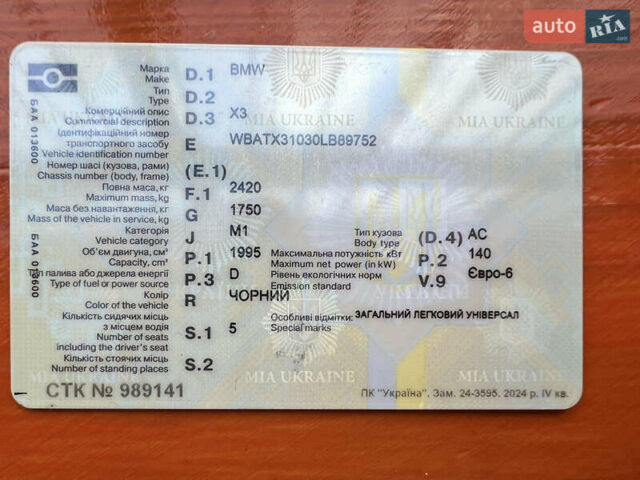 auto RIA .com
Марка
Make D.1 BMW
Тип
Type D.2
Комерційний опис
Commercial description D.3 X3
MIA UKRAINE MIA UKRAINE
Ідентифікаційний номер
транспортного засобу
Vehicle identification number E WBATX31030LB89752
Номер шасі (кузова, рами)
Chassis number (body, frame) (E.1)
Повна маса, кг
Maximum mass, kg F.1 2420
Маса без навантаження, кг
Mass of the vehicle in service, kg G 1750
Категорія
Vehicle category J M1
Тип кузова
Body type (D.4) АС
Об'єм двигуна, см³
Capacity, cm³ P.1 1995
Максимальна потужність кВт
Maximum net power (in kW) P.2 140
Тип палива або джерела енергії
Type of fuel or power source P.3 D
Рівень екологічних норм
Emission standard V.9 Євро-6
Колір
Color of the vehicle R ЧОРНИЙ
Кількість сидячих місць
з місцем водія
Number of seats
including the driver's seat S.1 5
Особливі відмітки:
Special marks ЗАГАЛЬНИЙ ЛЕГКОВИЙ УНІВЕРСАЛ
Кількість стоячих місць
Number of standing places S.2
MIA UKRAINE MIA UKRAINE
СТК № 989141
ПК "Україна". Зам. 24-3595. 2024 р. IV кв.
БАА 013600